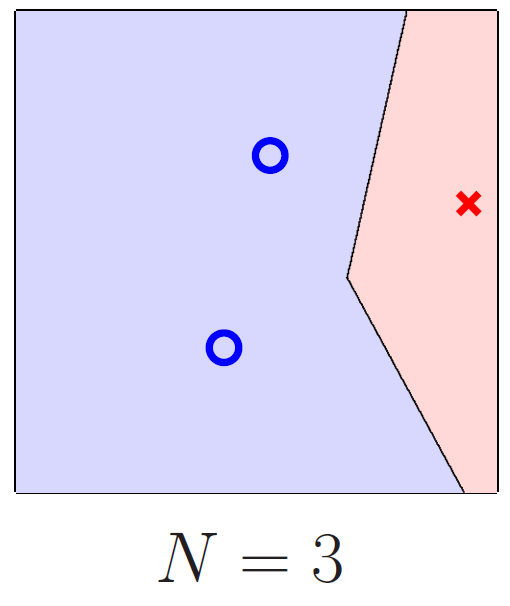 N = 3